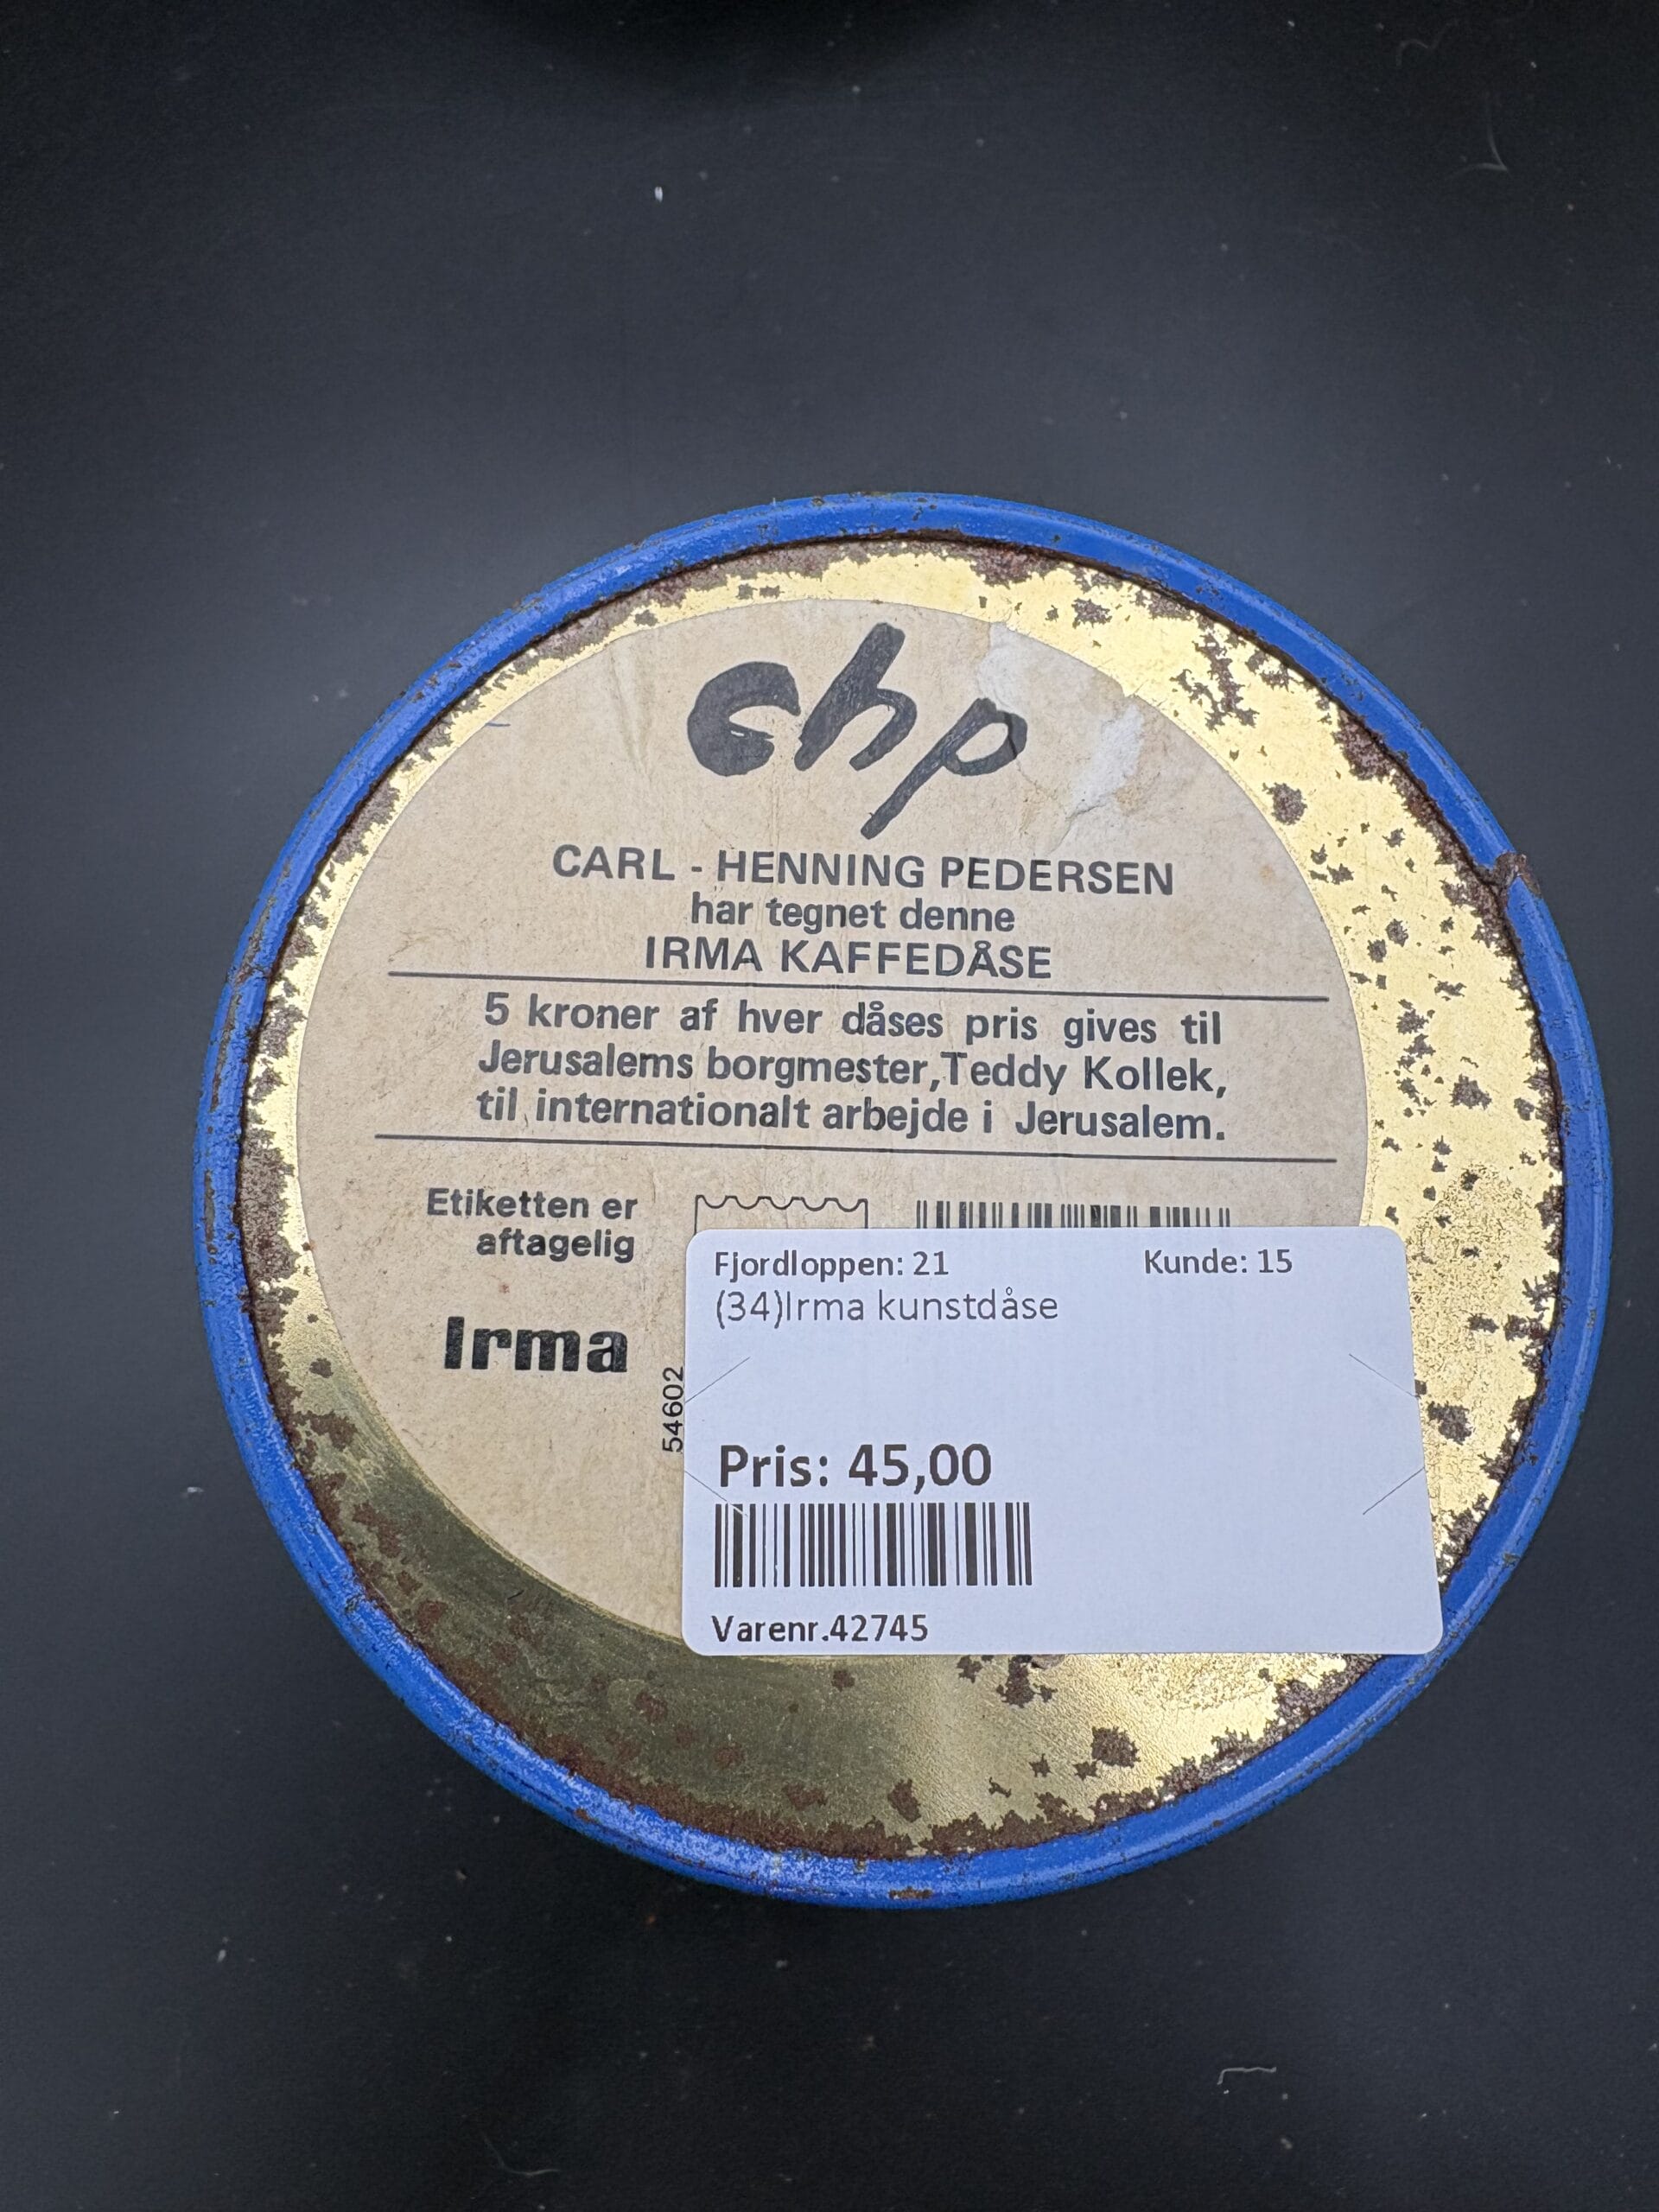 chp
CARL - HENNING PEDERSEN
har tegnet denne
IRMA KAFFEDÅSE
5 kroner af hver dåses pris gives til
Jerusalems borgmester,Teddy Kollek,
til internationalt arbejde i Jerusalem.
Etiketten er
aftagelig
Irma
54602
Fjordloppen: 21 Kunde: 15
(34)Irma kunstdåse
Pris: 45,00
Varenr.42745